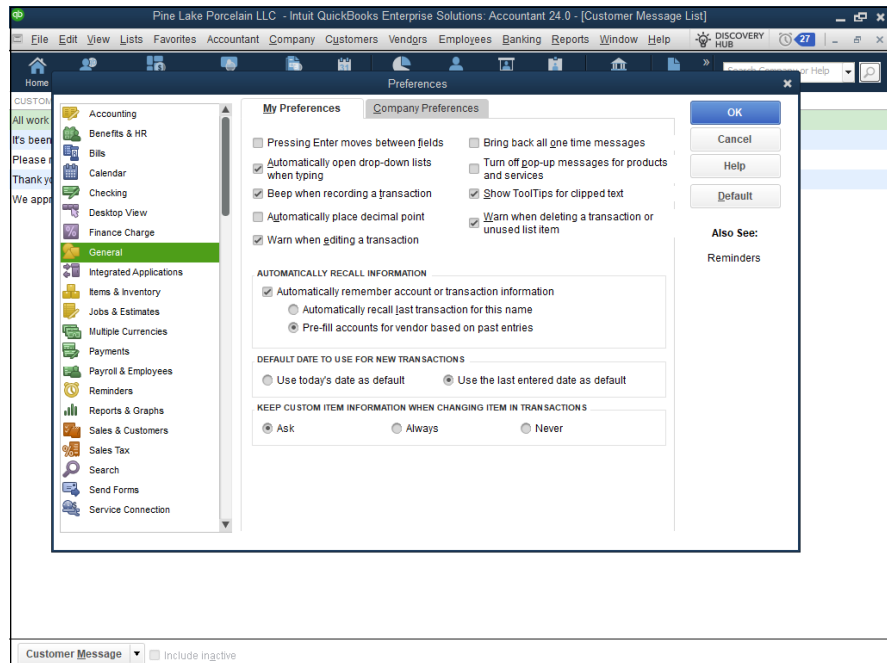 qb Pine Lake Porcelain LLC - Intuit QuickBooks Enterprise Solutions: Accountant 24.0 - [Customer Message List]
File Edit View Lists Favorites Accountant Company Customers Vendors Employees Banking Reports Window Help DISCOVERY HUB 27
Home » Search Company or Help
Preferences
CUSTOM
All work
It's been
Please r
Thank yo
We appr
Accounting
Benefits & HR
Bills
Calendar
Checking
Desktop View
Finance Charge
General
Integrated Applications
Items & Inventory
Jobs & Estimates
Multiple Currencies
Payments
Payroll & Employees
Reminders
Reports & Graphs
Sales & Customers
Sales Tax
Search
Send Forms
Service Connection
My Preferences Company Preferences
Pressing Enter moves between fields
Automatically open drop-down lists
when typing
Beep when recording a transaction
Automatically place decimal point
Warn when editing a transaction
Bring back all one time messages
Turn off pop-up messages for products
and services
Show ToolTips for clipped text
Warn when deleting a transaction or
unused list item
AUTOMATICALLY RECALL INFORMATION
Automatically remember account or transaction information
Automatically recall last transaction for this name
Pre-fill accounts for vendor based on past entries
DEFAULT DATE TO USE FOR NEW TRANSACTIONS
Use today's date as default Use the last entered date as default
KEEP CUSTOM ITEM INFORMATION WHEN CHANGING ITEM IN TRANSACTIONS
Ask Always Never
OK
Cancel
Help
Default
Also See:
Reminders
Customer Message Include inactive